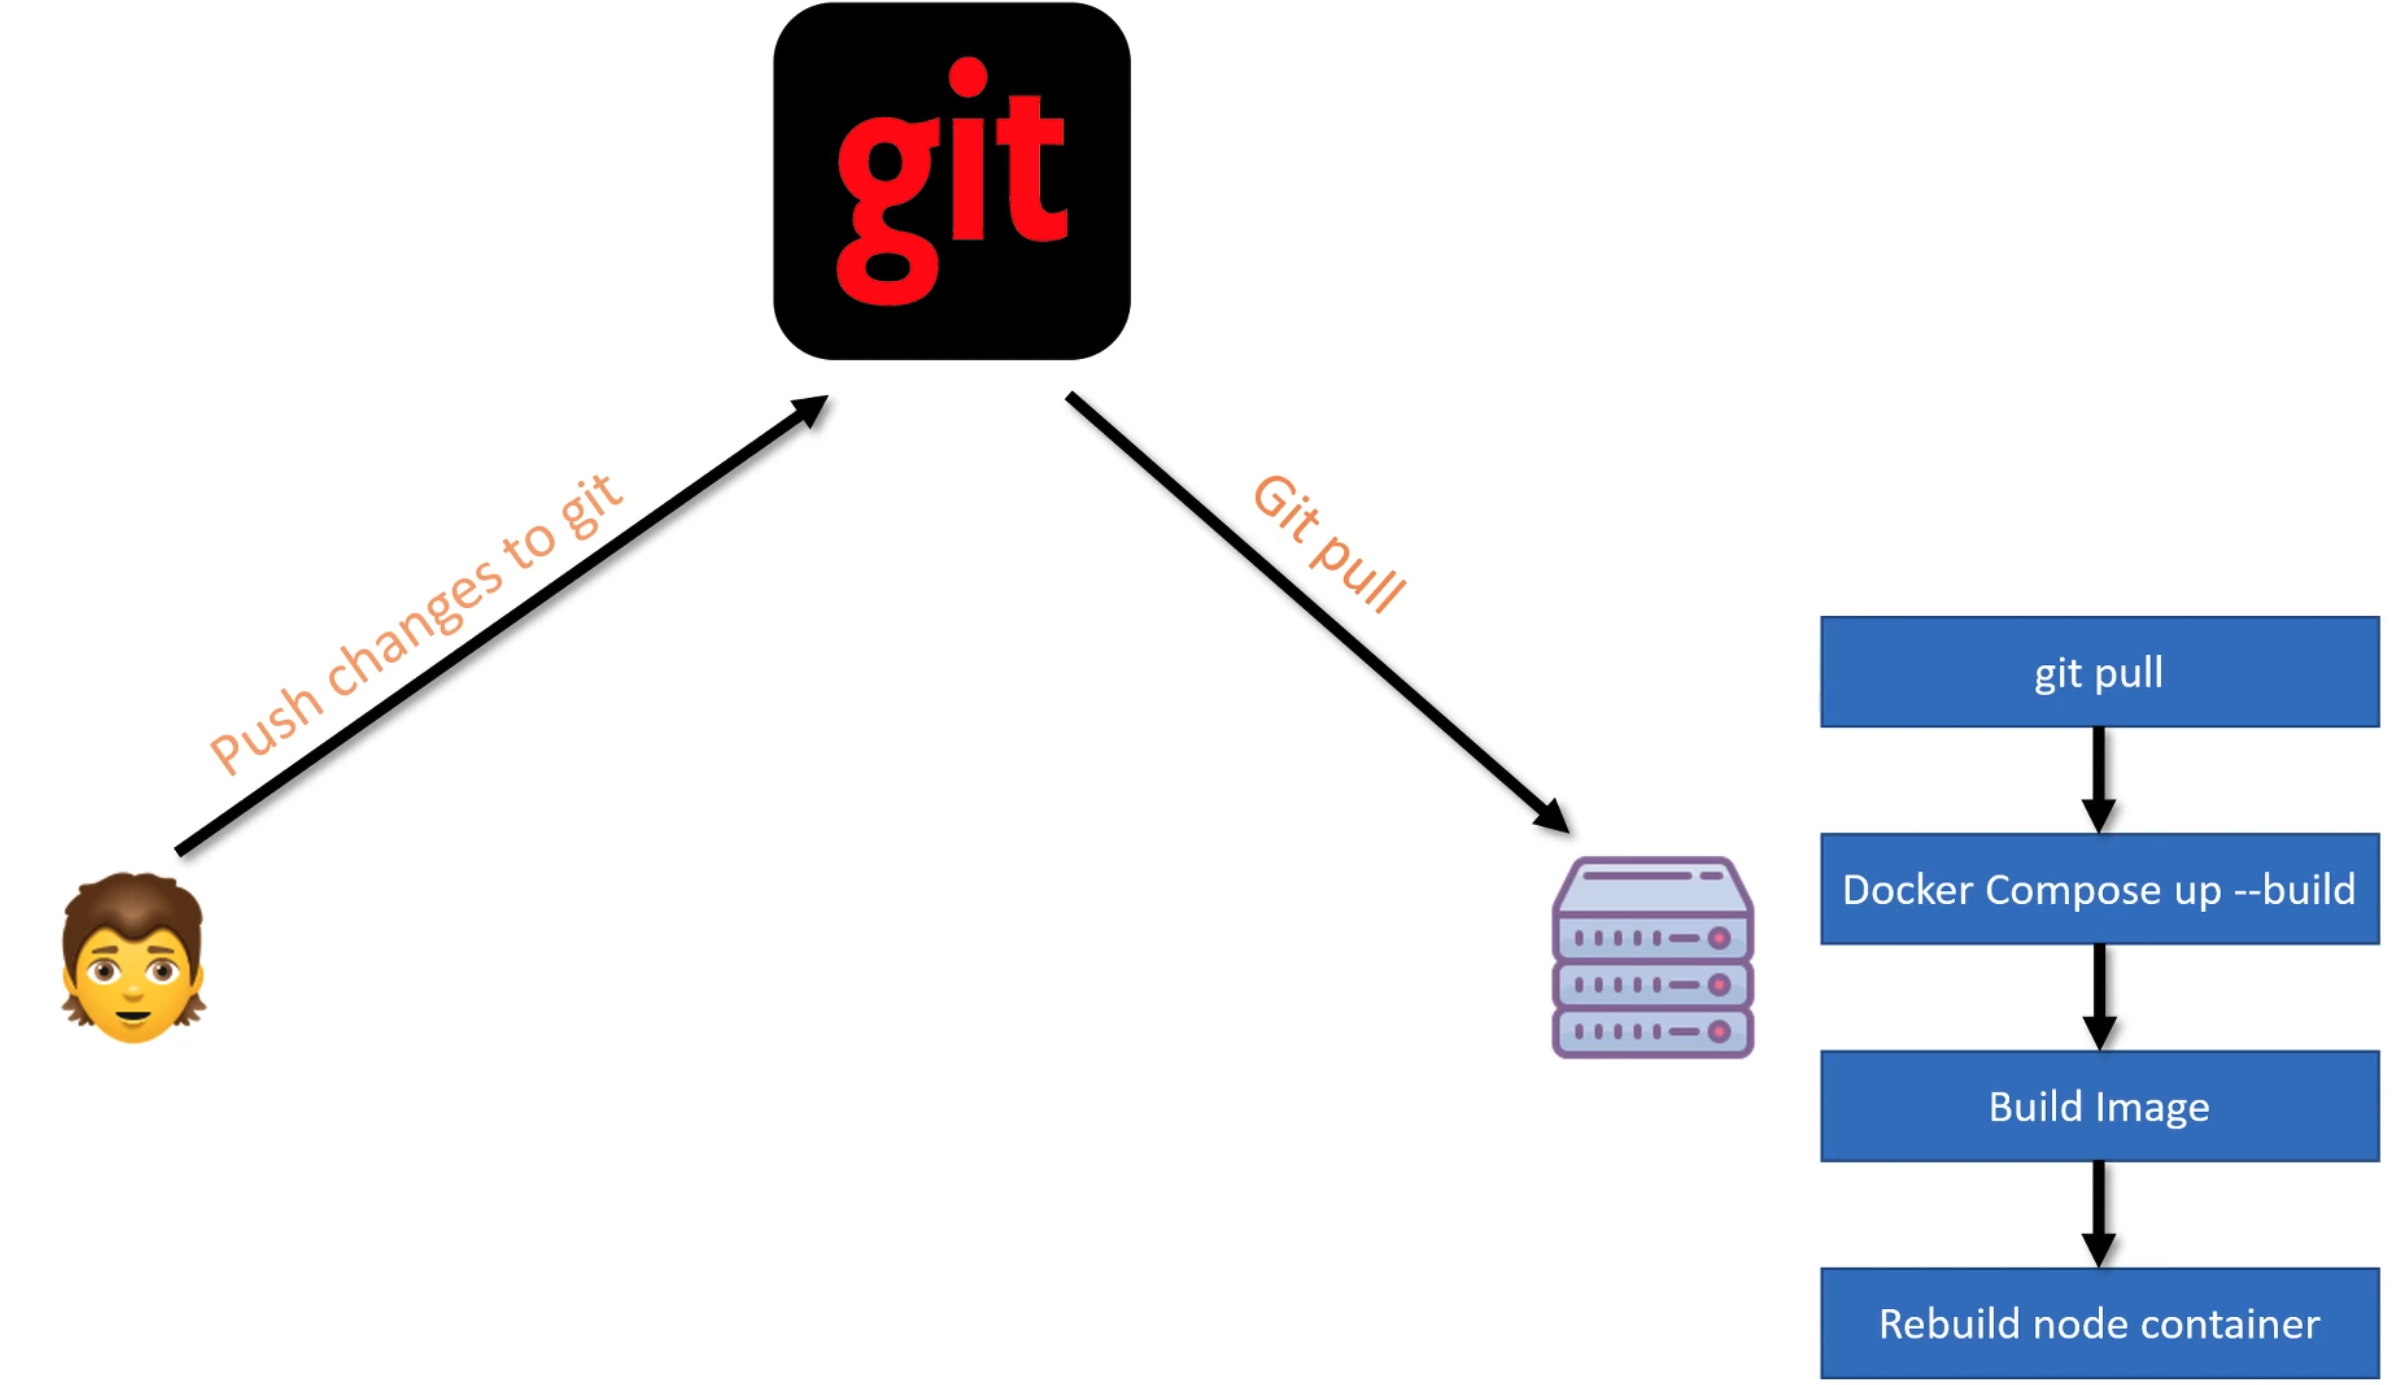 git
Push changes to git
Git pull
git pull
Docker Compose up --build
Build Image
Rebuild node container